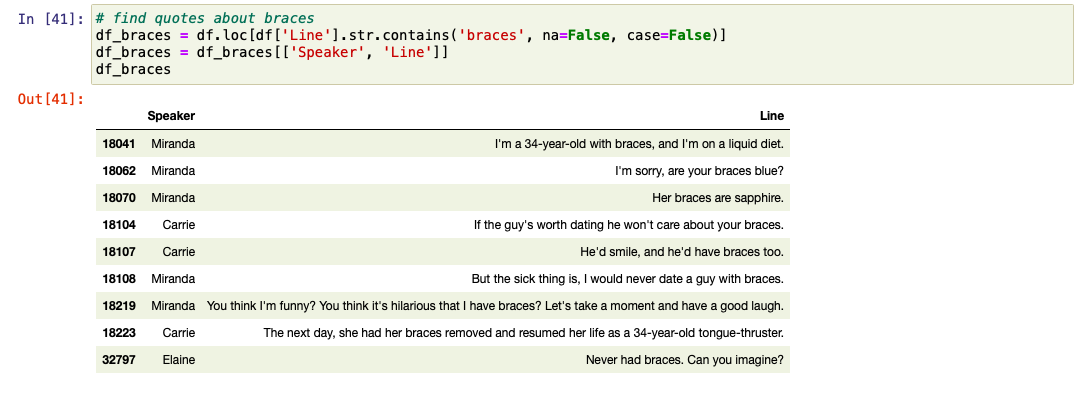 In [41]: # find quotes about braces
df_braces = df.loc[df['Line'].str.contains('braces', na=False, case=False)]
df_braces = df_braces[['Speaker', 'Line']]
df_braces
Out[41]:
Speaker Line
18041 Miranda I'm a 34-year-old with braces, and I'm on a liquid diet.
18062 Miranda I'm sorry, are your braces blue?
18070 Miranda Her braces are sapphire.
18104 Carrie If the guy's worth dating he won't care about your braces.
18107 Carrie He'd smile, and he'd have braces too.
18108 Miranda But the sick thing is, I would never date a guy with braces.
18219 Miranda You think I'm funny? You think it's hilarious that I have braces? Let's take a moment and have a good laugh.
18223 Carrie The next day, she had her braces removed and resumed her life as a 34-year-old tongue-thruster.
32797 Elaine Never had braces. Can you imagine?